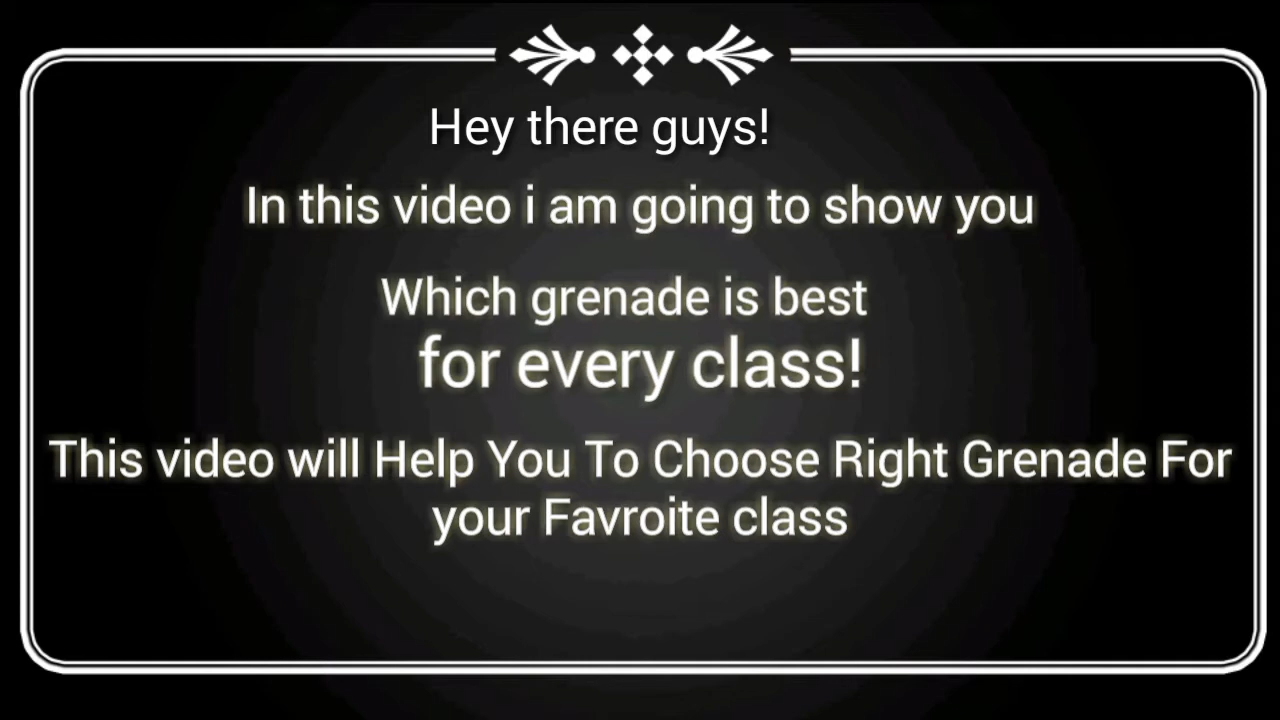 Hey there guys!
In this video i am going to show you
Which grenade is best
for every class!
This video will Help You To Choose Right Grenade For
your Favroite class